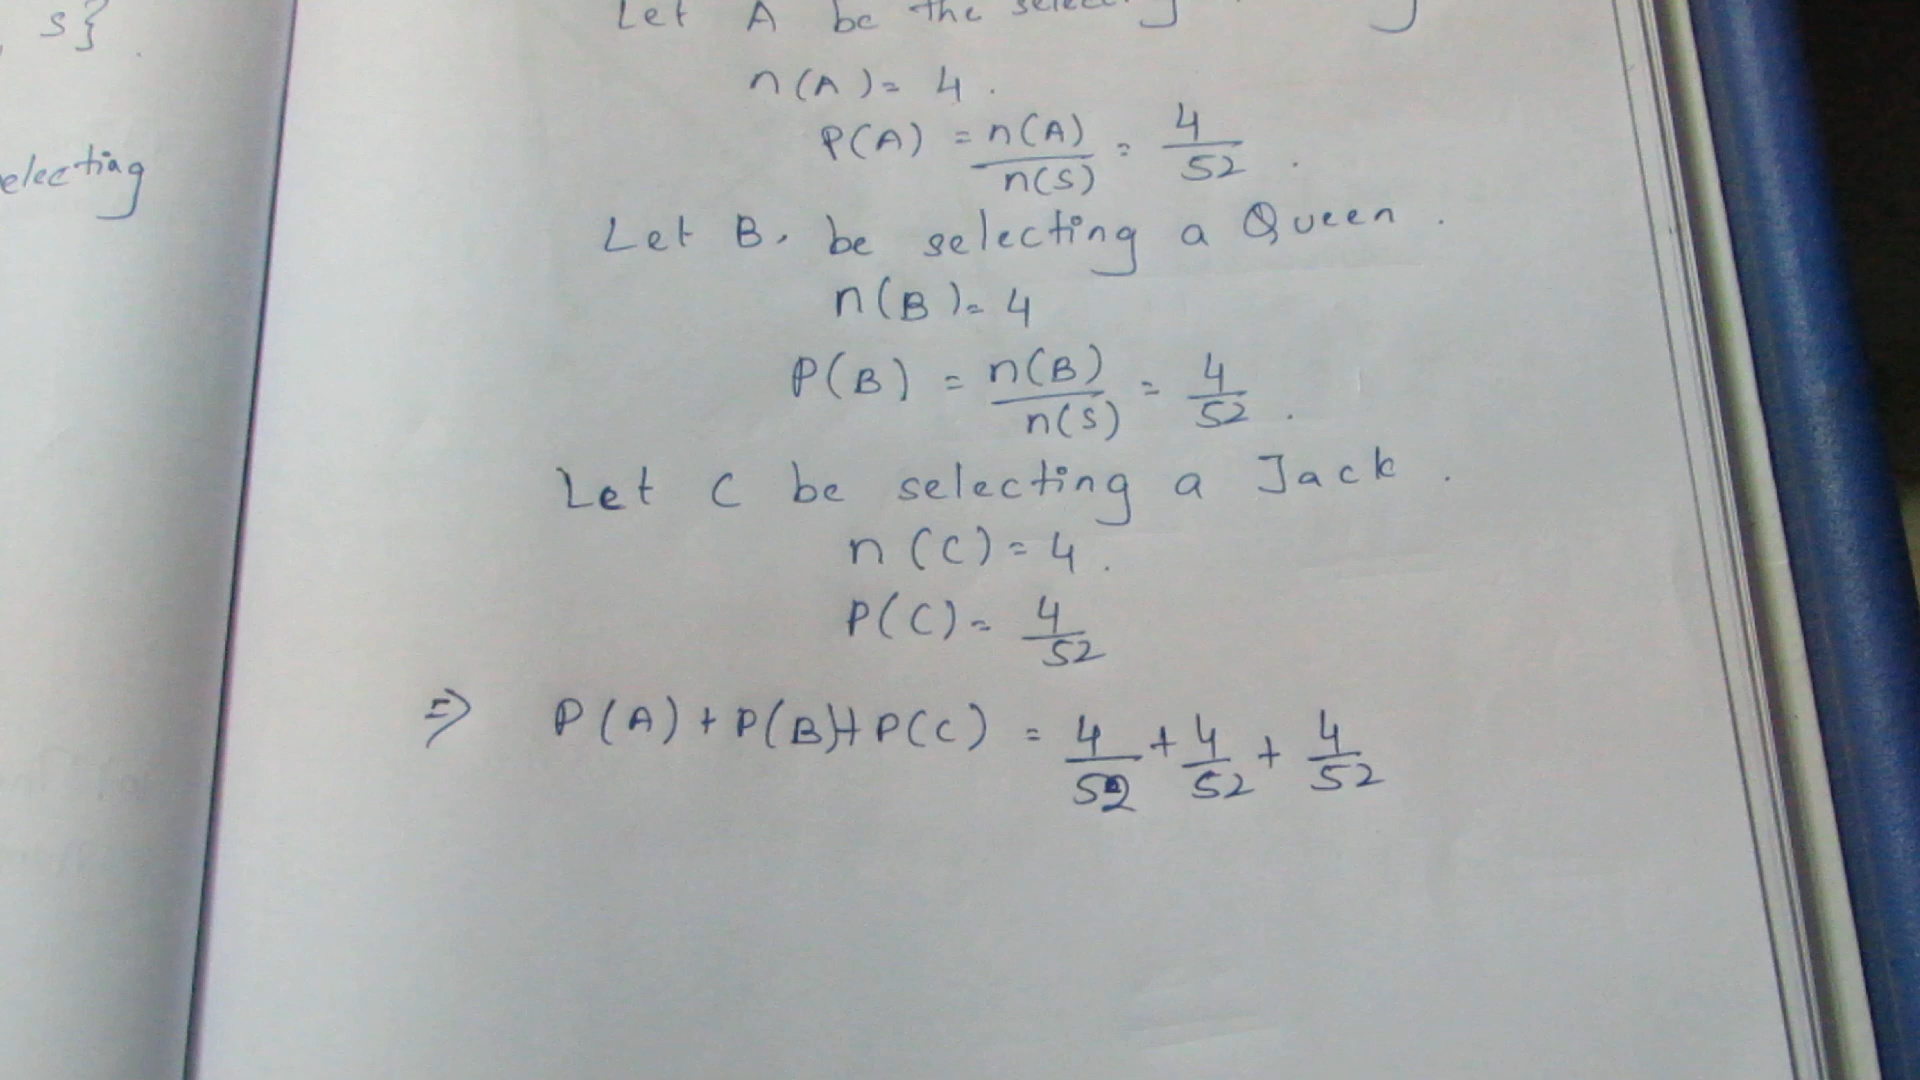 s}
electing
Let A be the
n(A) = 4.
P(A) = n(A)/n(S) = 4/52.
Let B, be selecting a Queen.
n(B) = 4
P(B) = n(B)/n(S) = 4/52.
Let C be selecting a Jack.
n(C) = 4.
P(C) = 4/52
⇒ P(A) + P(B) + P(C) = 4/52 + 4/52 + 4/52